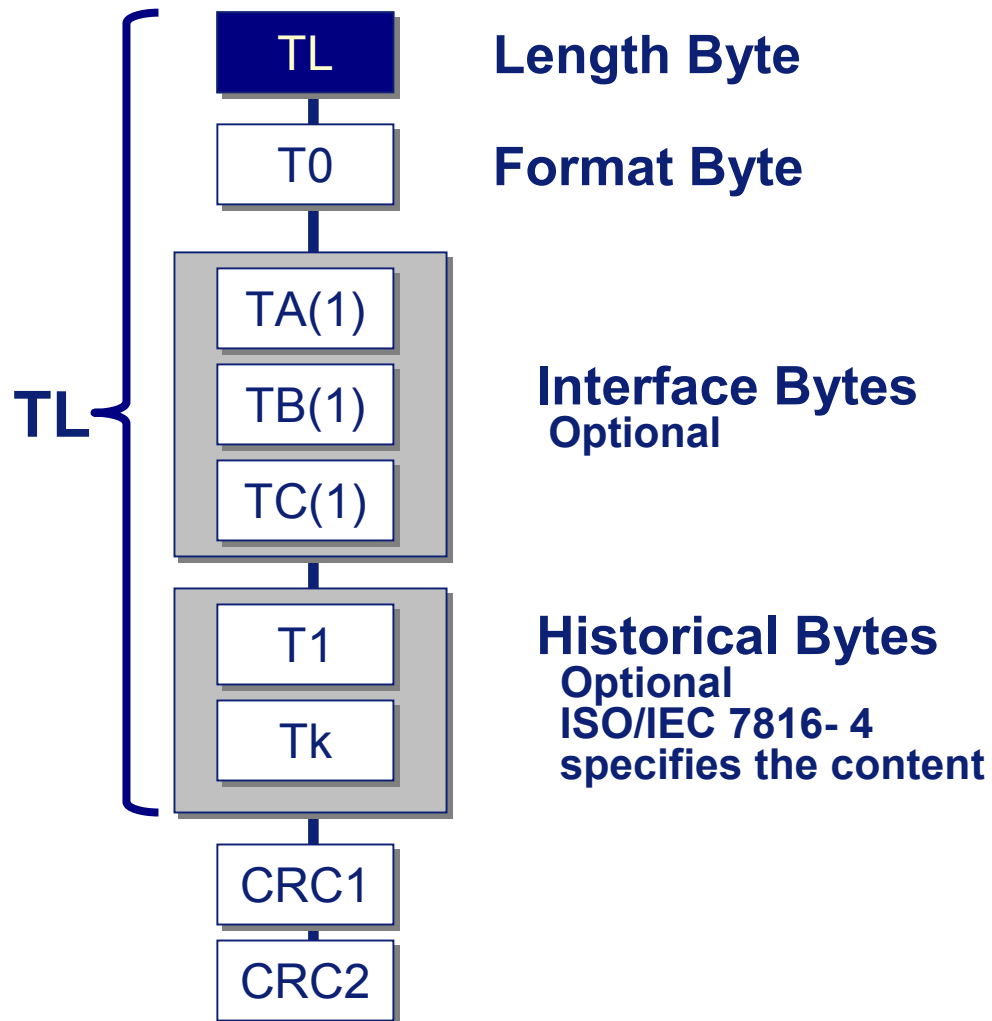 TL
Length Byte
T0
Format Byte
TA(1)
TB(1)
TC(1)
TL
Interface Bytes
Optional
T1
Tk
Historical Bytes
Optional
ISO/IEC 7816- 4
specifies the content
CRC1
CRC2